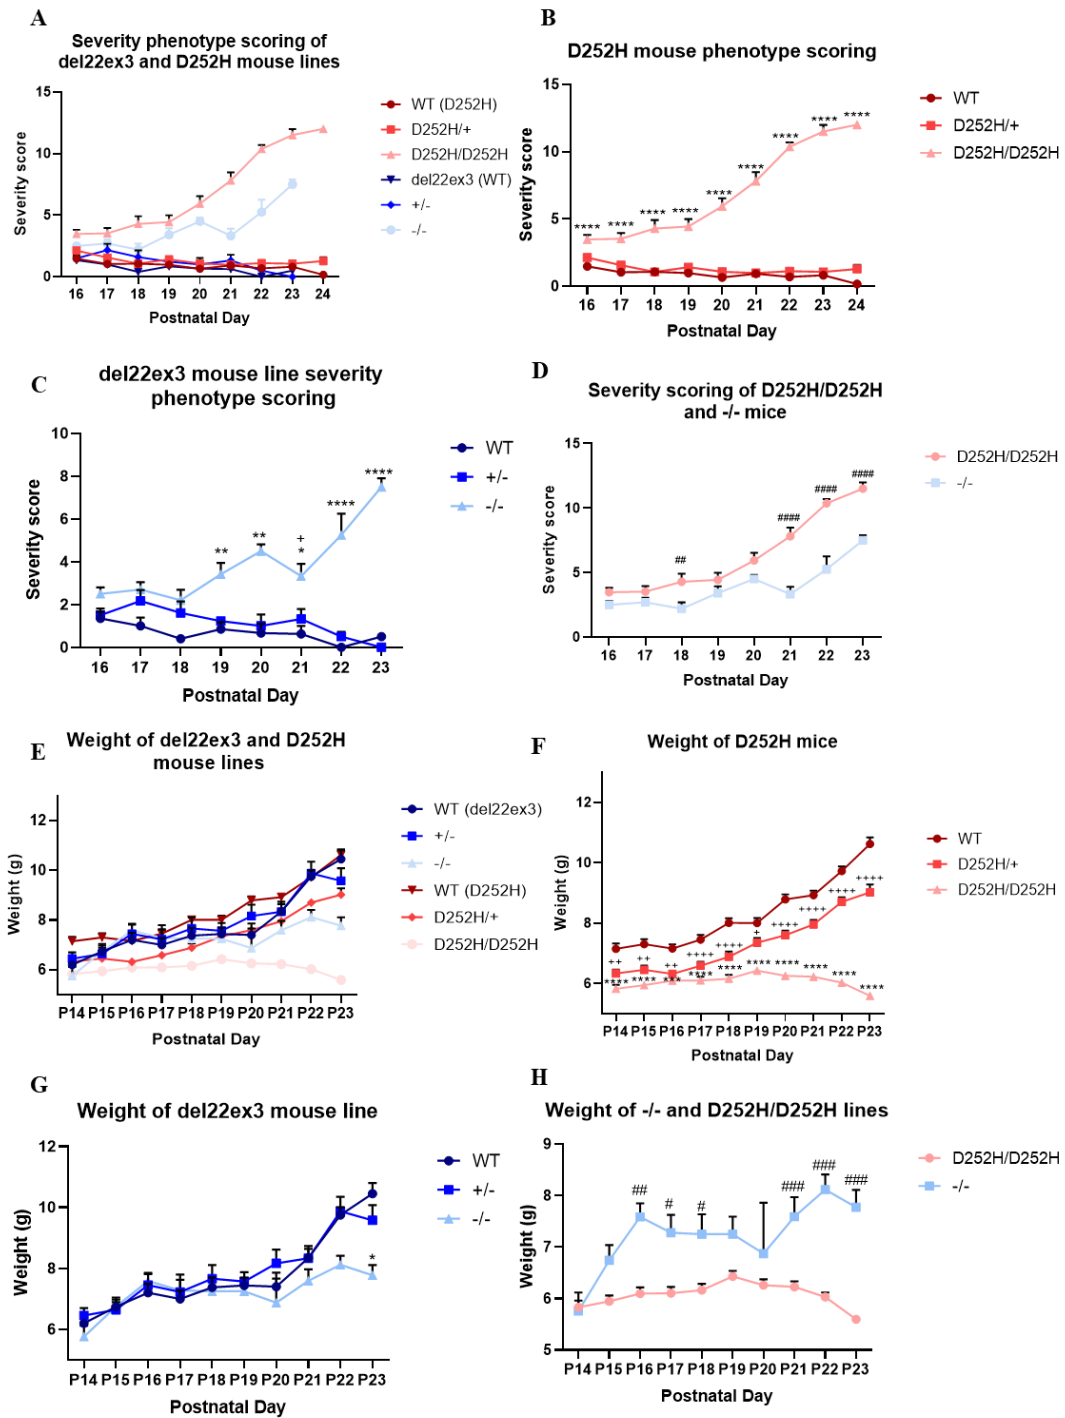 A
Severity phenotype scoring of
del22ex3 and D252H mouse lines
Severity score
15
10
5
0
16 17 18 19 20 21 22 23 24
Postnatal Day
WT (D252H)
D252H/+
D252H/D252H
del22ex3 (WT)
+/-
-/-
B
D252H mouse phenotype scoring
Severity score
15
10
5
0
**** **** **** **** **** **** **** **** ****
16 17 18 19 20 21 22 23 24
Postnatal Day
WT
D252H/+
D252H/D252H
C
del22ex3 mouse line severity
phenotype scoring
Severity score
10
8
6
4
2
0
** ** + * **** ****
16 17 18 19 20 21 22 23
Postnatal Day
WT
+/-
-/-
D
Severity scoring of D252H/D252H
and -/- mice
Severity score
15
10
5
0
## #### #### ####
16 17 18 19 20 21 22 23
Postnatal Day
D252H/D252H
-/-
E
Weight of del22ex3 and D252H
mouse lines
Weight (g)
12
10
8
6
P14 P15 P16 P17 P18 P19 P20 P21 P22 P23
Postnatal Day
WT (del22ex3)
+/-
-/-
WT (D252H)
D252H/+
D252H/D252H
F
Weight of D252H mice
Weight (g)
12
10
8
6
++ ++ ++ ++++ ++++ + ++++ ++++ ++++ ++++
**** **** *** **** **** **** **** **** **** ****
P14 P15 P16 P17 P18 P19 P20 P21 P22 P23
Postnatal Day
WT
D252H/+
D252H/D252H
G
Weight of del22ex3 mouse line
Weight (g)
12
10
8
6
*
P14 P15 P16 P17 P18 P19 P20 P21 P22 P23
Postnatal Day
WT
+/-
-/-
H
Weight of -/- and D252H/D252H lines
Weight (g)
9
8
7
6
5
## # # ### ### ###
P14 P15 P16 P17 P18 P19 P20 P21 P22 P23
Postnatal Day
D252H/D252H
-/-